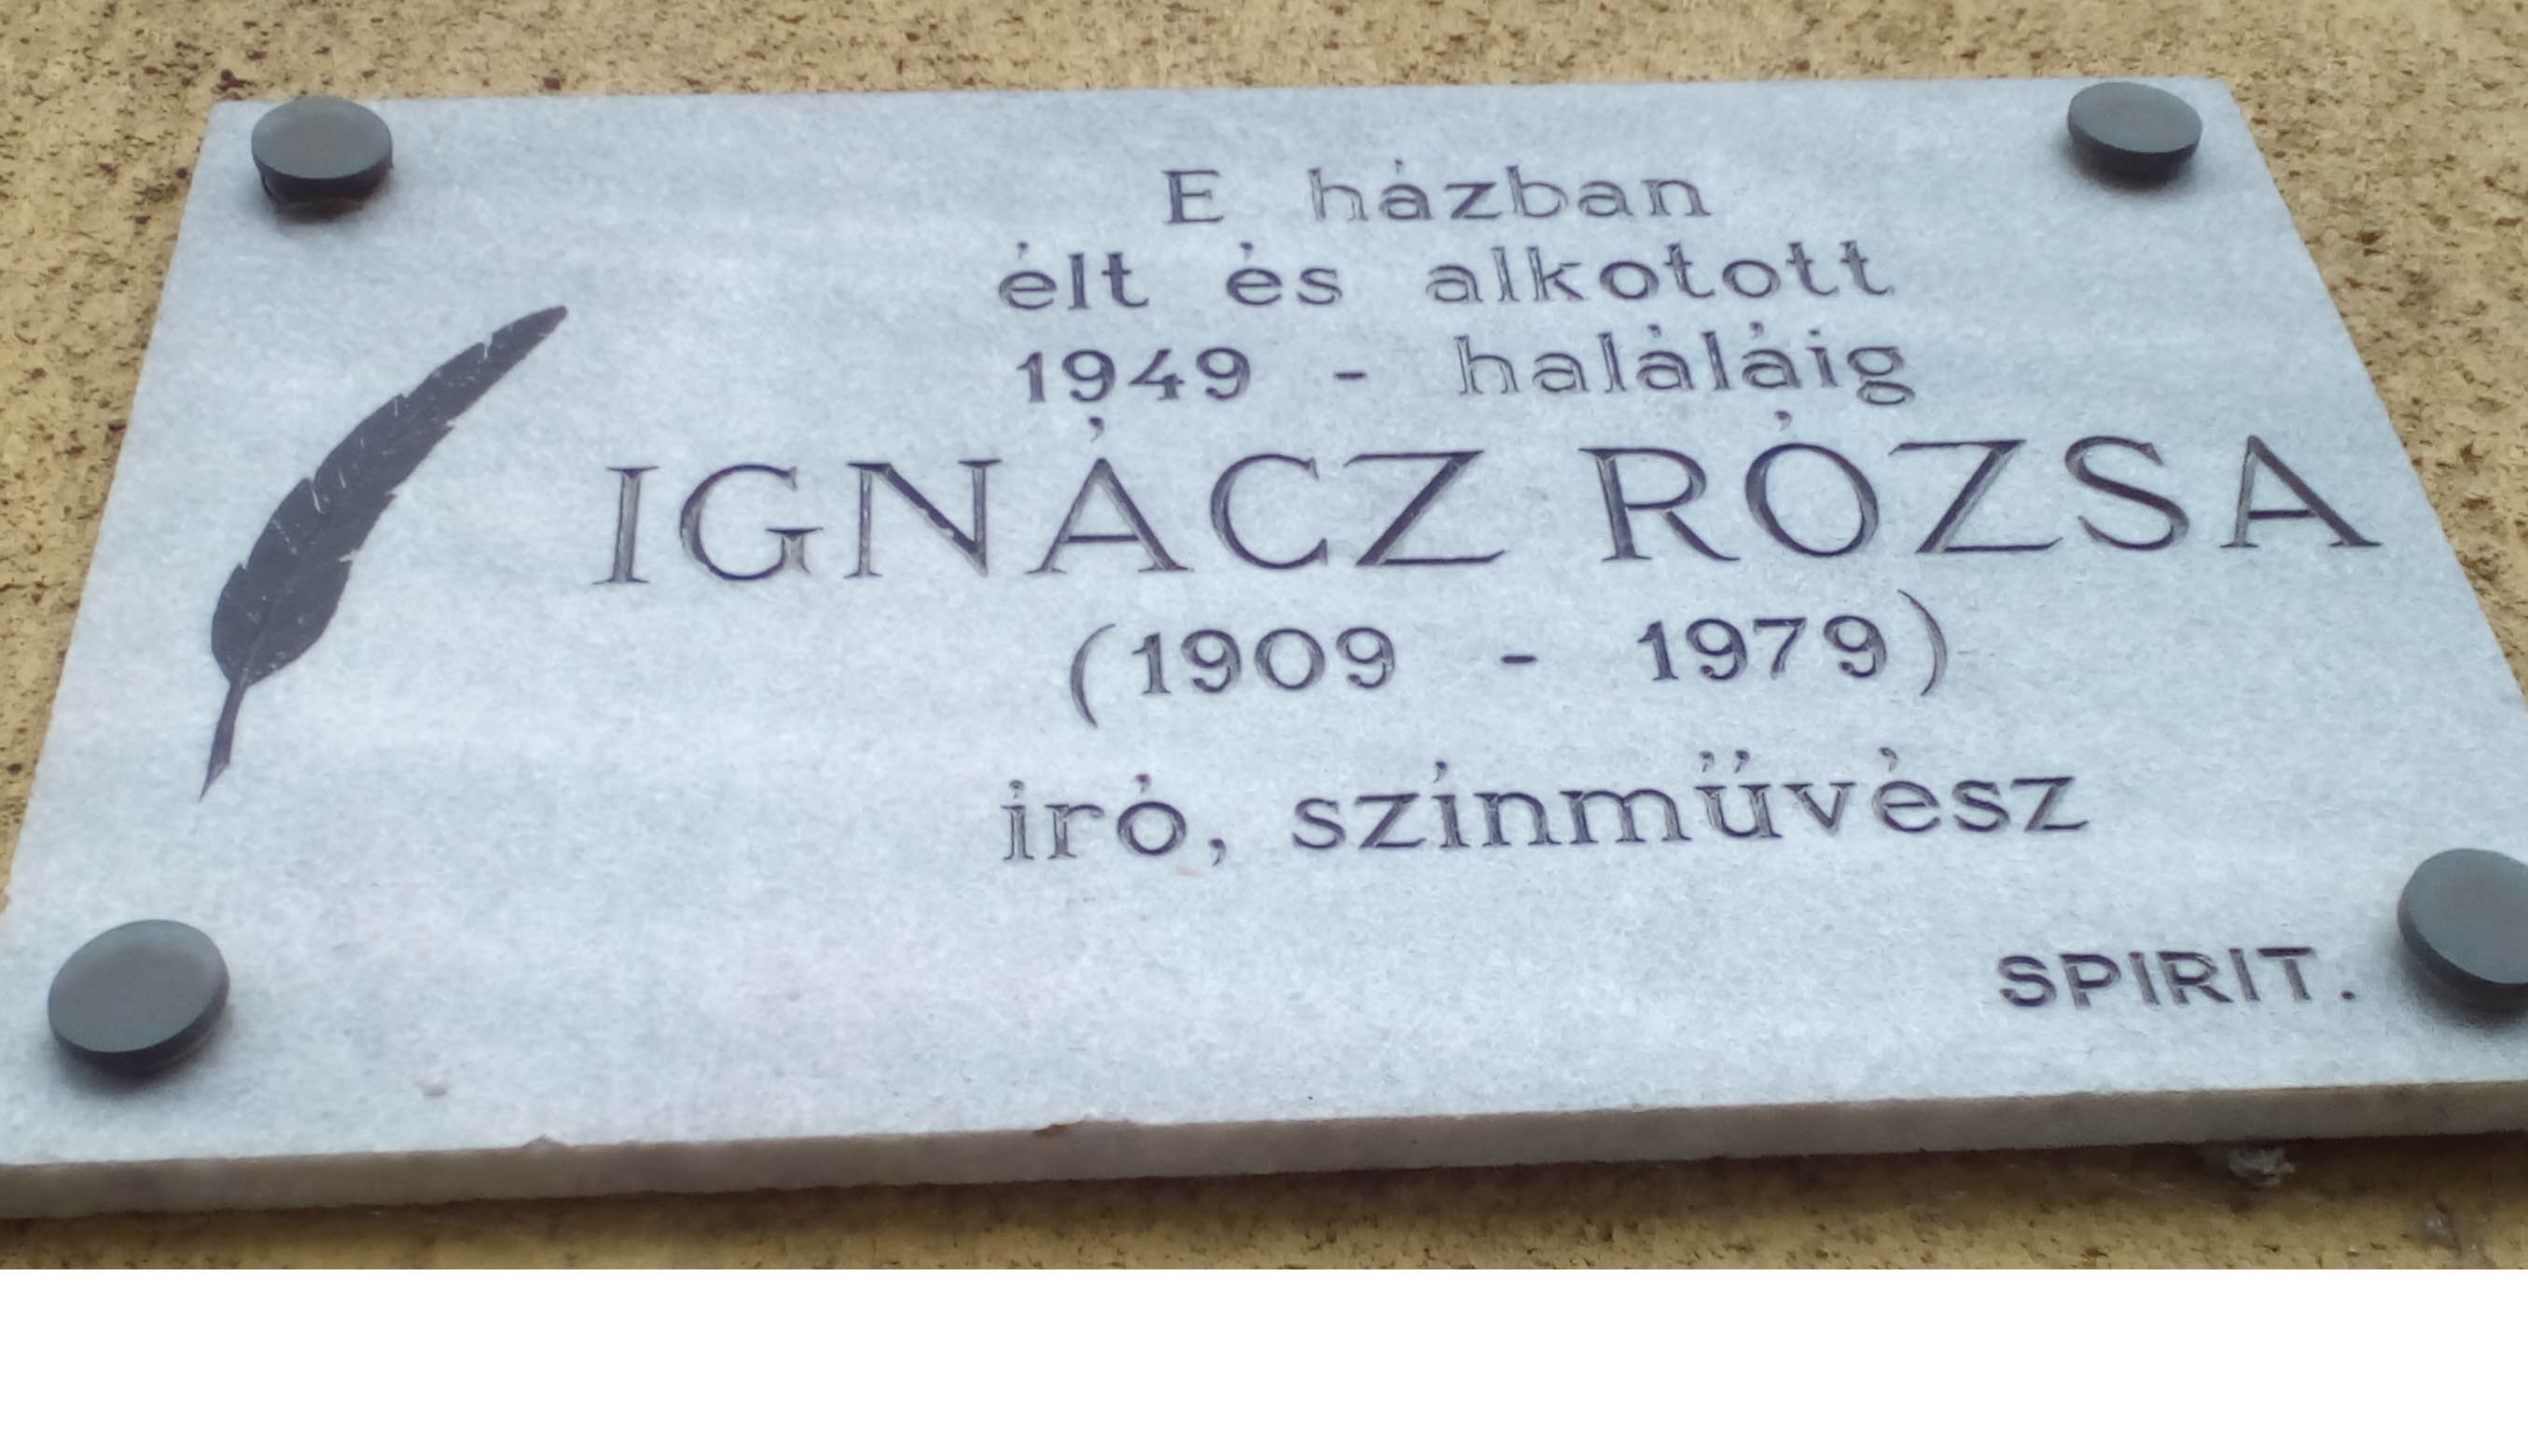 E házban
élt és alkotott
1949 - haláláig
IGNÁCZ RÓZSA
(1909 - 1979)
író, színművész
SPIRIT.